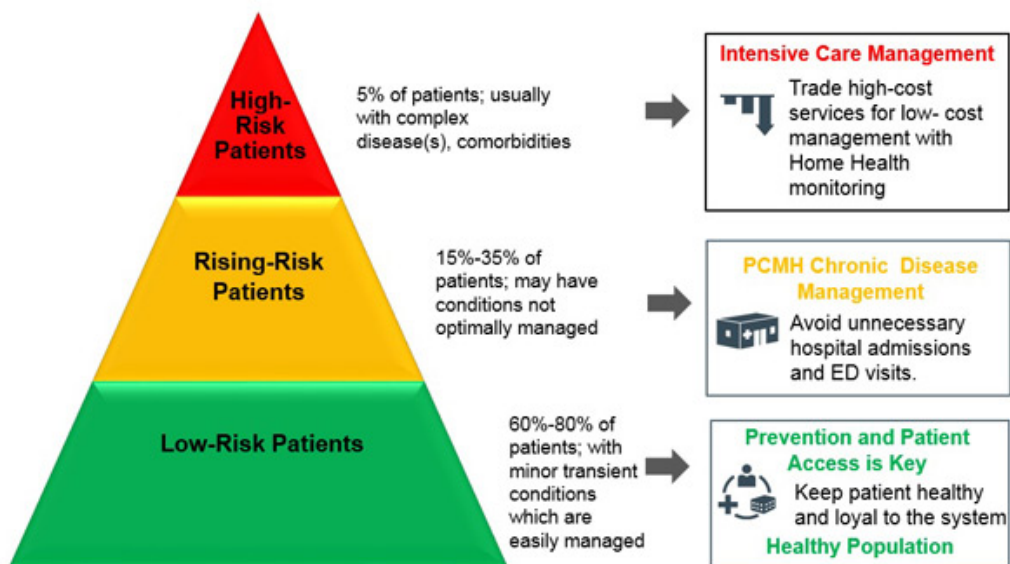 High-
Risk
Patients
5% of patients; usually
with complex
disease(s), comorbidities
Intensive Care Management
Trade high-cost
services for low- cost
management with
Home Health
monitoring
Rising-Risk
Patients
15%-35% of
patients; may have
conditions not
optimally managed
PCMH Chronic Disease
Management
Avoid unnecessary
hospital admissions
and ED visits.
Low-Risk Patients
60%-80% of
patients; with
minor transient
conditions
which are
easily managed
Prevention and Patient
Access is Key
Keep patient healthy
and loyal to the system
Healthy Population